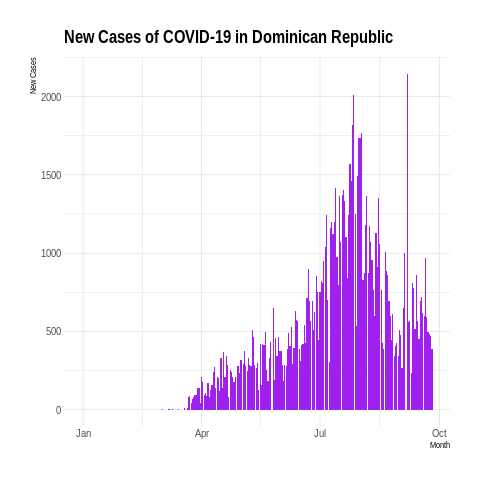 New Cases of COVID-19 in Dominican Republic
New Cases
2000
1500
1000
500
0
Jan Apr Jul Oct
Month